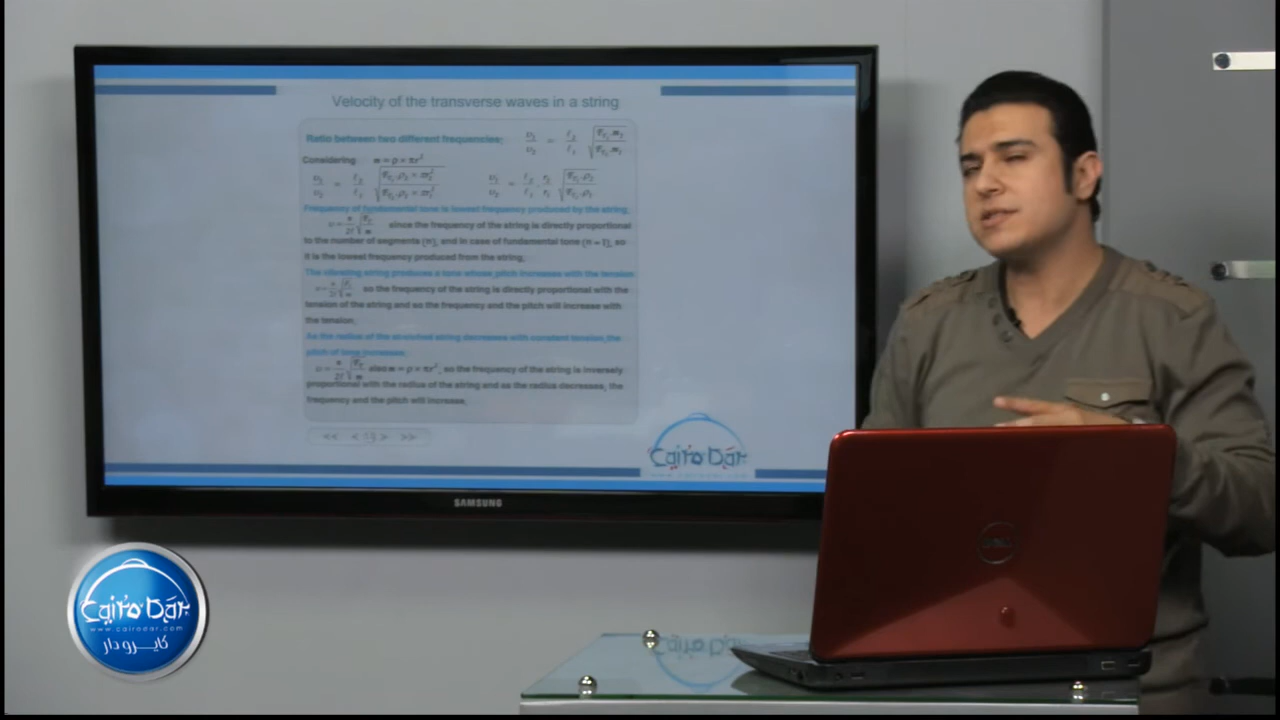 Velocity of the transverse waves in a string
Ratio between two different frequencies:
Considering m = ρ × πr²
Frequency of fundamental tone is lowest frequency produced by the string.
since the frequency of the string is directly proportional
to the number of segments (n), and in case of fundamental tone (n = 1), so
it is the lowest frequency produced from the string.
The vibrating string produces a tone whose pitch increases with the tension
so the frequency of the string is directly proportional with the
tension of the string and so the frequency and the pitch will increase with
the tension.
As the radius of the stretched string decreases with constant tension, the
pitch of tone increases.
also m = ρ × πr², so the frequency of the string is inversely
proportional with the radius of the string and as the radius decreases, the
frequency and the pitch will increase.
<< < > >>
Cairo Dar
SAMSUNG
DELL
Cairo Dar
www.cairodar.com
كايرو دار